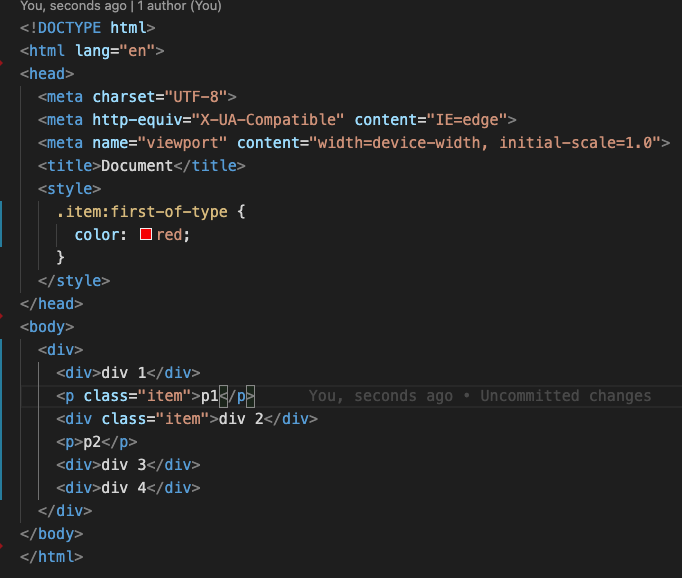 You, seconds ago | 1 author (You)
<!DOCTYPE html>
<html lang="en">
<head>
<meta charset="UTF-8">
<meta http-equiv="X-UA-Compatible" content="IE=edge">
<meta name="viewport" content="width=device-width, initial-scale=1.0">
<title>Document</title>
<style>
.item:first-of-type {
color: red;
}
</style>
</head>
<body>
<div>
<div>div 1</div>
<p class="item">p1</p> You, seconds ago • Uncommitted changes
<div class="item">div 2</div>
<p>p2</p>
<div>div 3</div>
<div>div 4</div>
</div>
</body>
</html>